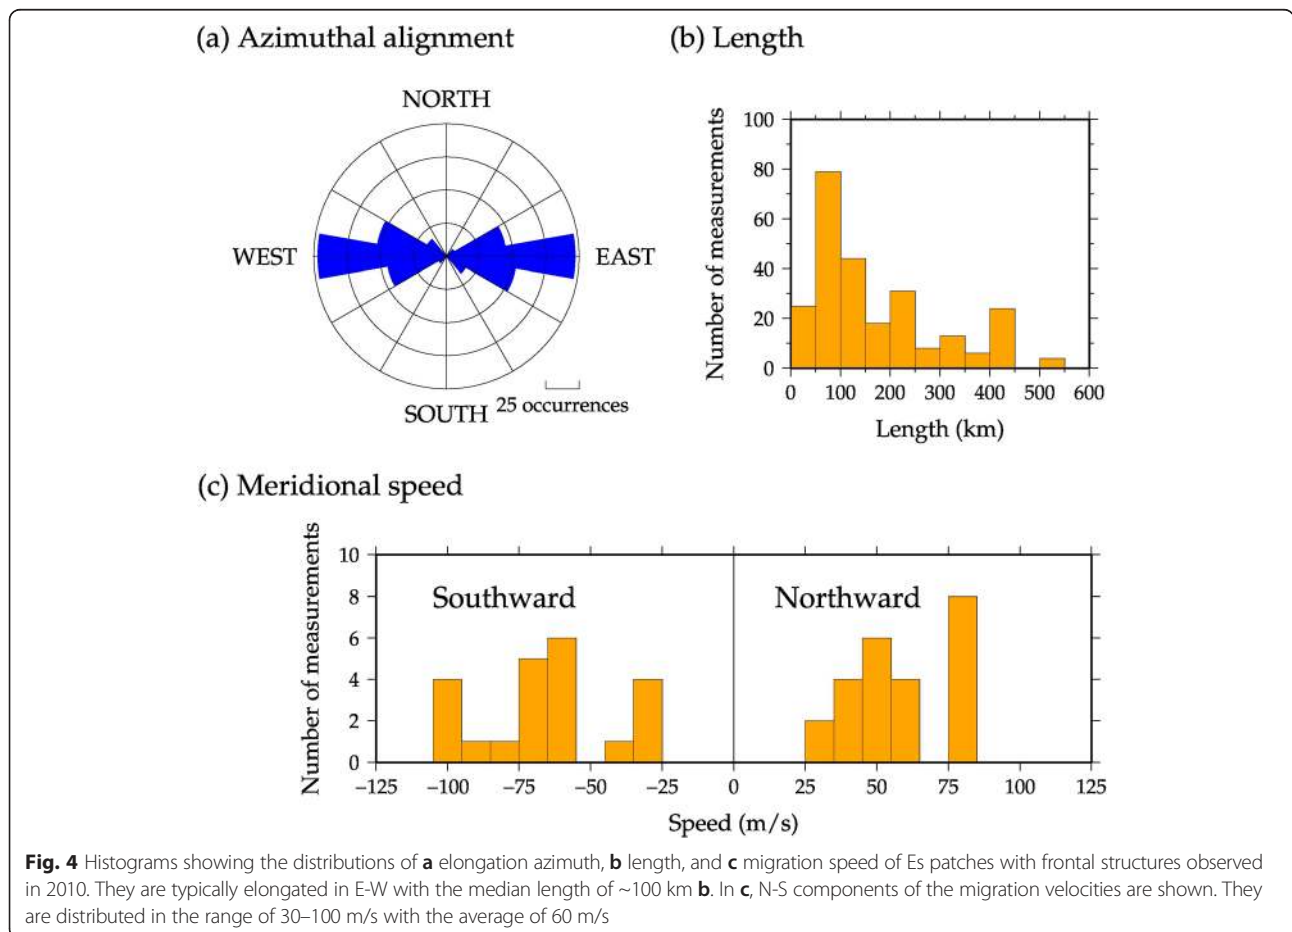 (a) Azimuthal alignment
NORTH
WEST
EAST
SOUTH
25 occurrences
(b) Length
Number of measurements
100
80
60
40
20
0
0 100 200 300 400 500 600
Length (km)
(c) Meridional speed
Number of measurements
10
8
6
4
2
0
Southward
Northward
−125 −100 −75 −50 −25 0 25 50 75 100 125
Speed (m/s)
Fig. 4 Histograms showing the distributions of a elongation azimuth, b length, and c migration speed of Es patches with frontal structures observed
in 2010. They are typically elongated in E-W with the median length of ~100 km b. In c, N-S components of the migration velocities are shown. They
are distributed in the range of 30–100 m/s with the average of 60 m/s